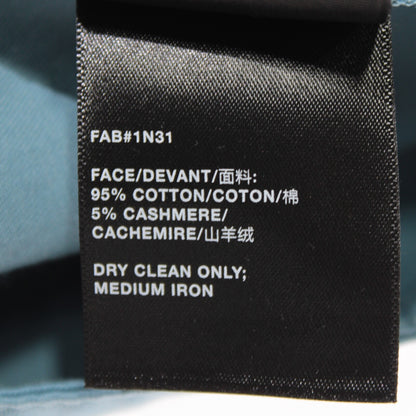 FAB#1N31
FACE/DEVANT/面料:
95% COTTON/COTON/棉
5% CASHMERE/
CACHEMIRE/山羊绒
DRY CLEAN ONLY;
MEDIUM IRON